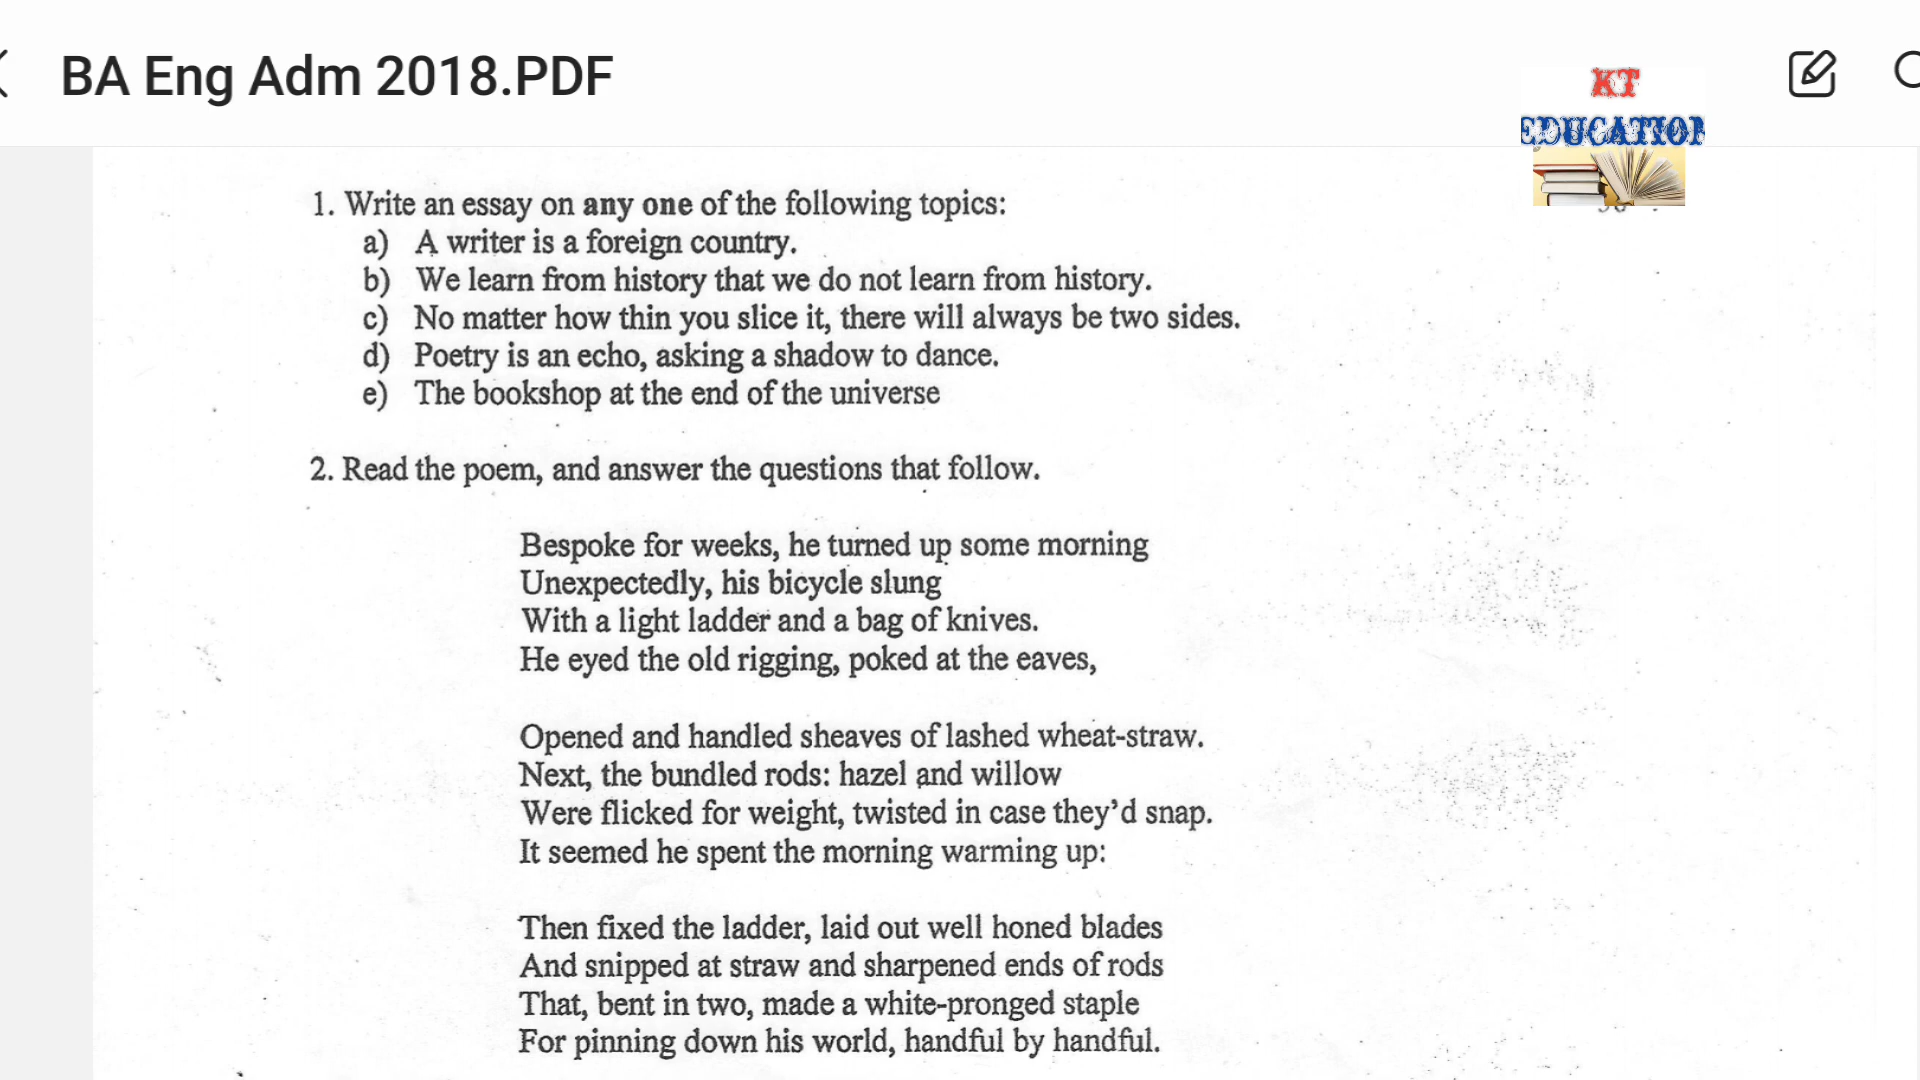 BA Eng Adm 2018.PDF
KT
EDUCATION
1. Write an essay on any one of the following topics:
a) A writer is a foreign country.
b) We learn from history that we do not learn from history.
c) No matter how thin you slice it, there will always be two sides.
d) Poetry is an echo, asking a shadow to dance.
e) The bookshop at the end of the universe
2. Read the poem, and answer the questions that follow.
Bespoke for weeks, he turned up some morning
Unexpectedly, his bicycle slung
With a light ladder and a bag of knives.
He eyed the old rigging, poked at the eaves,
Opened and handled sheaves of lashed wheat-straw.
Next, the bundled rods: hazel and willow
Were flicked for weight, twisted in case they’d snap.
It seemed he spent the morning warming up:
Then fixed the ladder, laid out well honed blades
And snipped at straw and sharpened ends of rods
That, bent in two, made a white-pronged staple
For pinning down his world, handful by handful.